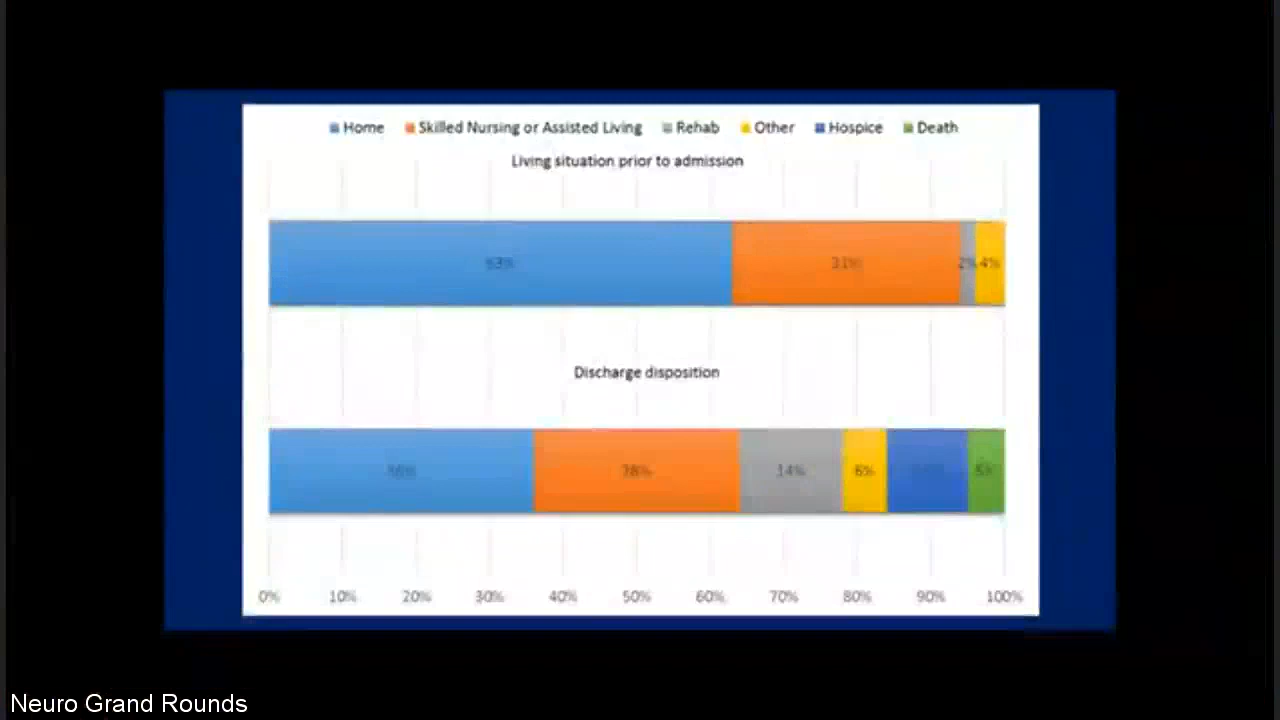 Home Skilled Nursing or Assisted Living Rehab Other Hospice Death
Living situation prior to admission
63% 31% 2% 4%
Discharge disposition
36% 28% 14% 6% 5%
0% 10% 20% 30% 40% 50% 60% 70% 80% 90% 100%
Neuro Grand Rounds